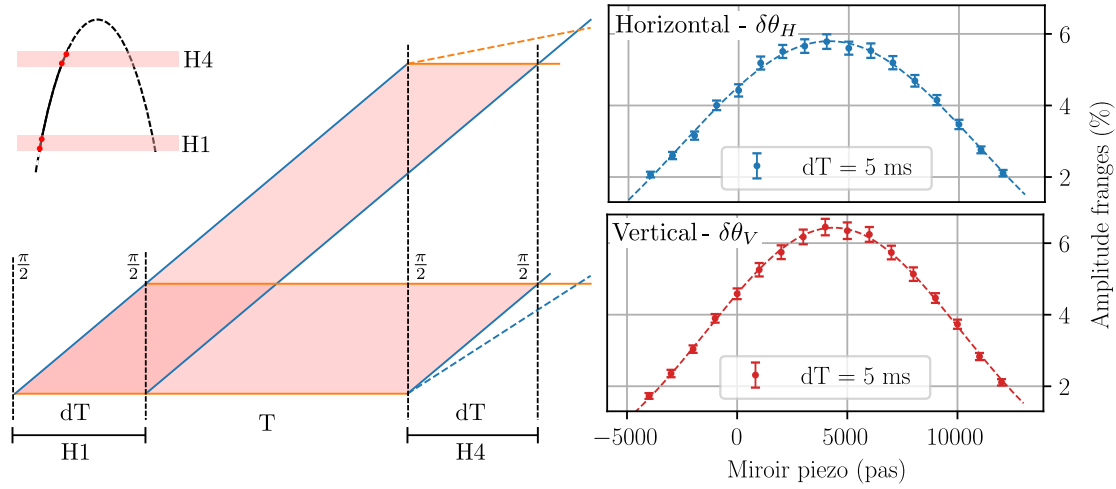 H4
H1
π/2
π/2
π/2
π/2
dT
T
dT
H1
H4
Horizontal - δθ_H
dT = 5 ms
6
4
2
Vertical - δθ_V
dT = 5 ms
6
4
2
Amplitude franges (%)
−5000
0
5000
10000
Miroir piezo (pas)